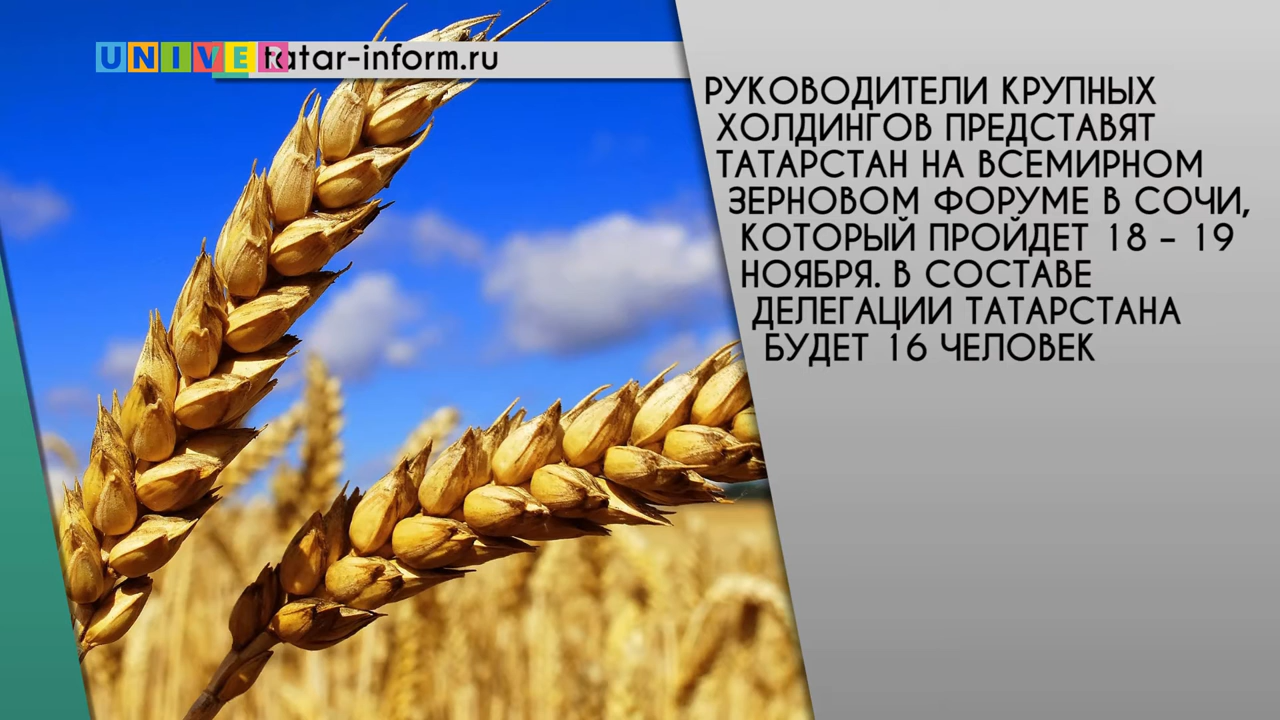 UNIVER
tatar-inform.ru
РУКОВОДИТЕЛИ КРУПНЫХ
ХОЛДИНГОВ ПРЕДСТАВЯТ
ТАТАРСТАН НА ВСЕМИРНОМ
ЗЕРНОВОМ ФОРУМЕ В СОЧИ,
КОТОРЫЙ ПРОЙДЕТ 18 – 19
НОЯБРЯ. В СОСТАВЕ
ДЕЛЕГАЦИИ ТАТАРСТАНА
БУДЕТ 16 ЧЕЛОВЕК